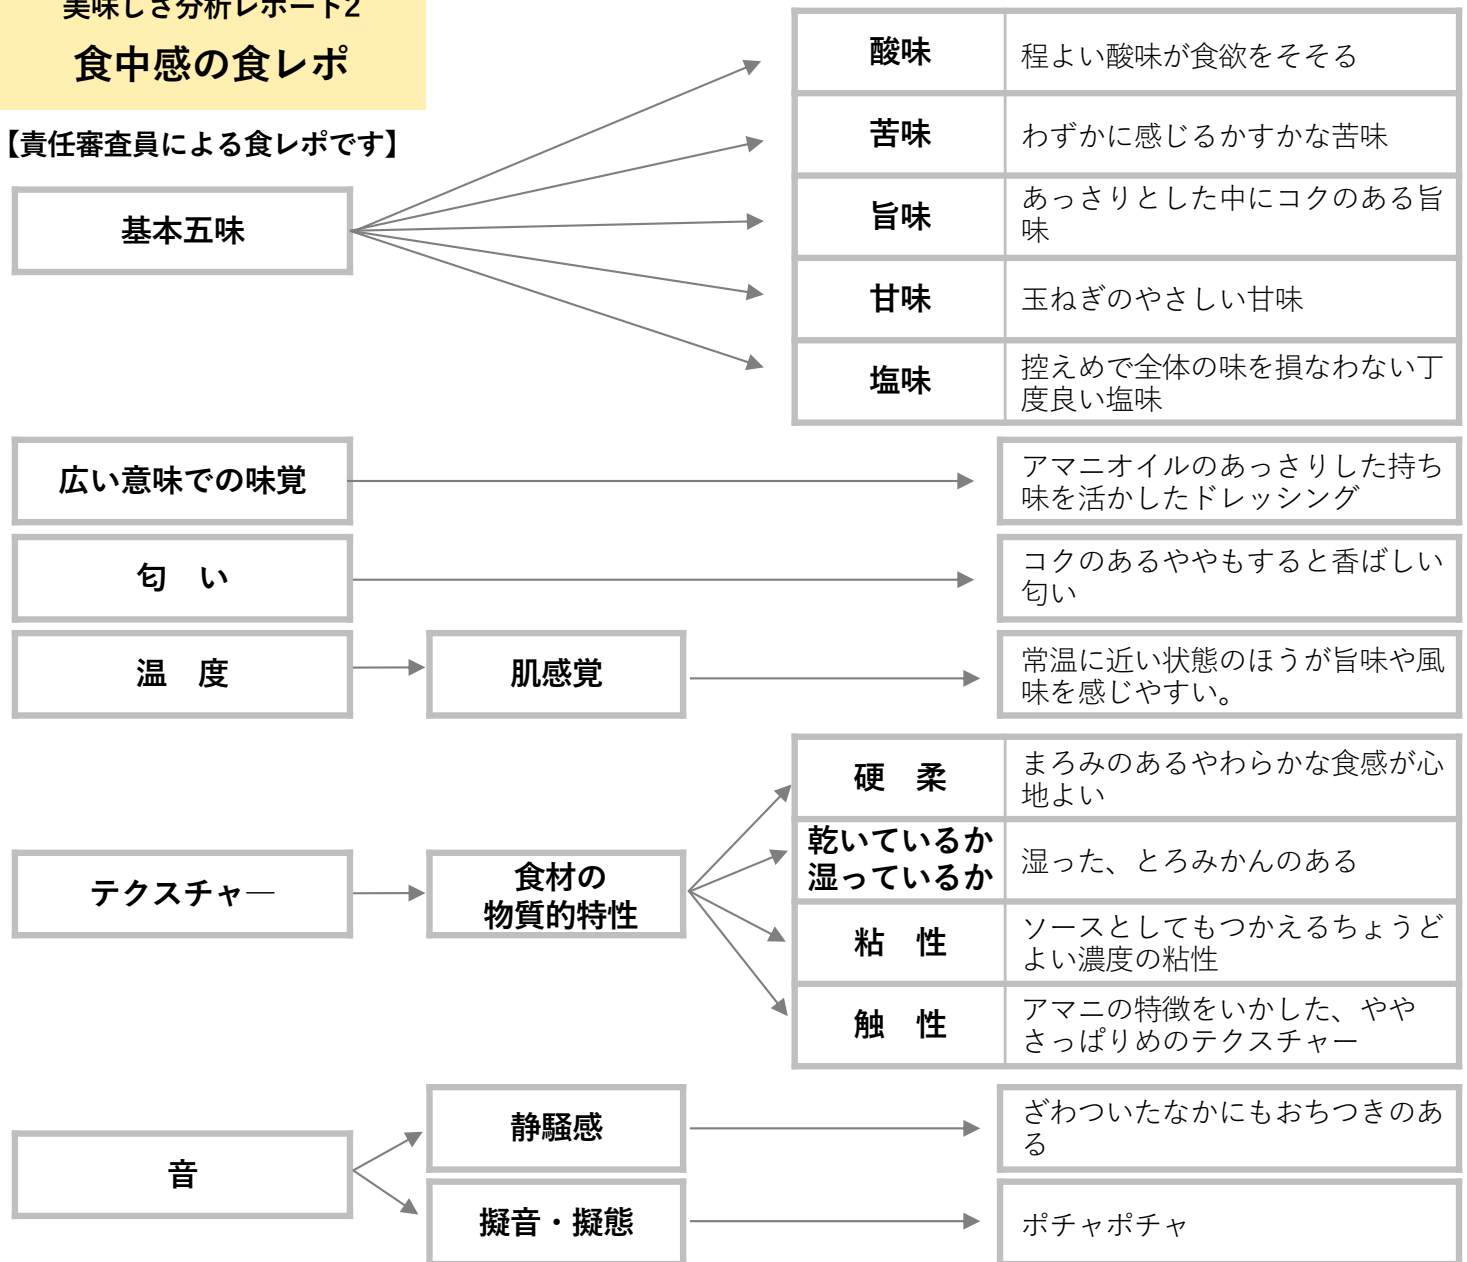 美味しさ分析レポート2
食中感の食レポ
【責任審査員による食レポです】
基本五味
酸味
程よい酸味が食欲をそそる
苦味
わずかに感じるかすかな苦味
旨味
あっさりとした中にコクのある旨
味
甘味
玉ねぎのやさしい甘味
塩味
控えめで全体の味を損なわない丁
度良い塩味
広い意味での味覚
アマニオイルのあっさりした持ち
味を活かしたドレッシング
匂　い
コクのあるややもすると香ばしい
匂い
温　度
肌感覚
常温に近い状態のほうが旨味や風
味を感じやすい。
テクスチャ―
食材の
物質的特性
硬　柔
まろみのあるやわらかな食感が心
地よい
乾いているか
湿っているか
湿った、とろみかんのある
粘　性
ソースとしてもつかえるちょうど
よい濃度の粘性
触　性
アマニの特徴をいかした、やや
さっぱりめのテクスチャー
音
静騒感
ざわついたなかにもおちつきのあ
る
擬音・擬態
ポチャポチャ